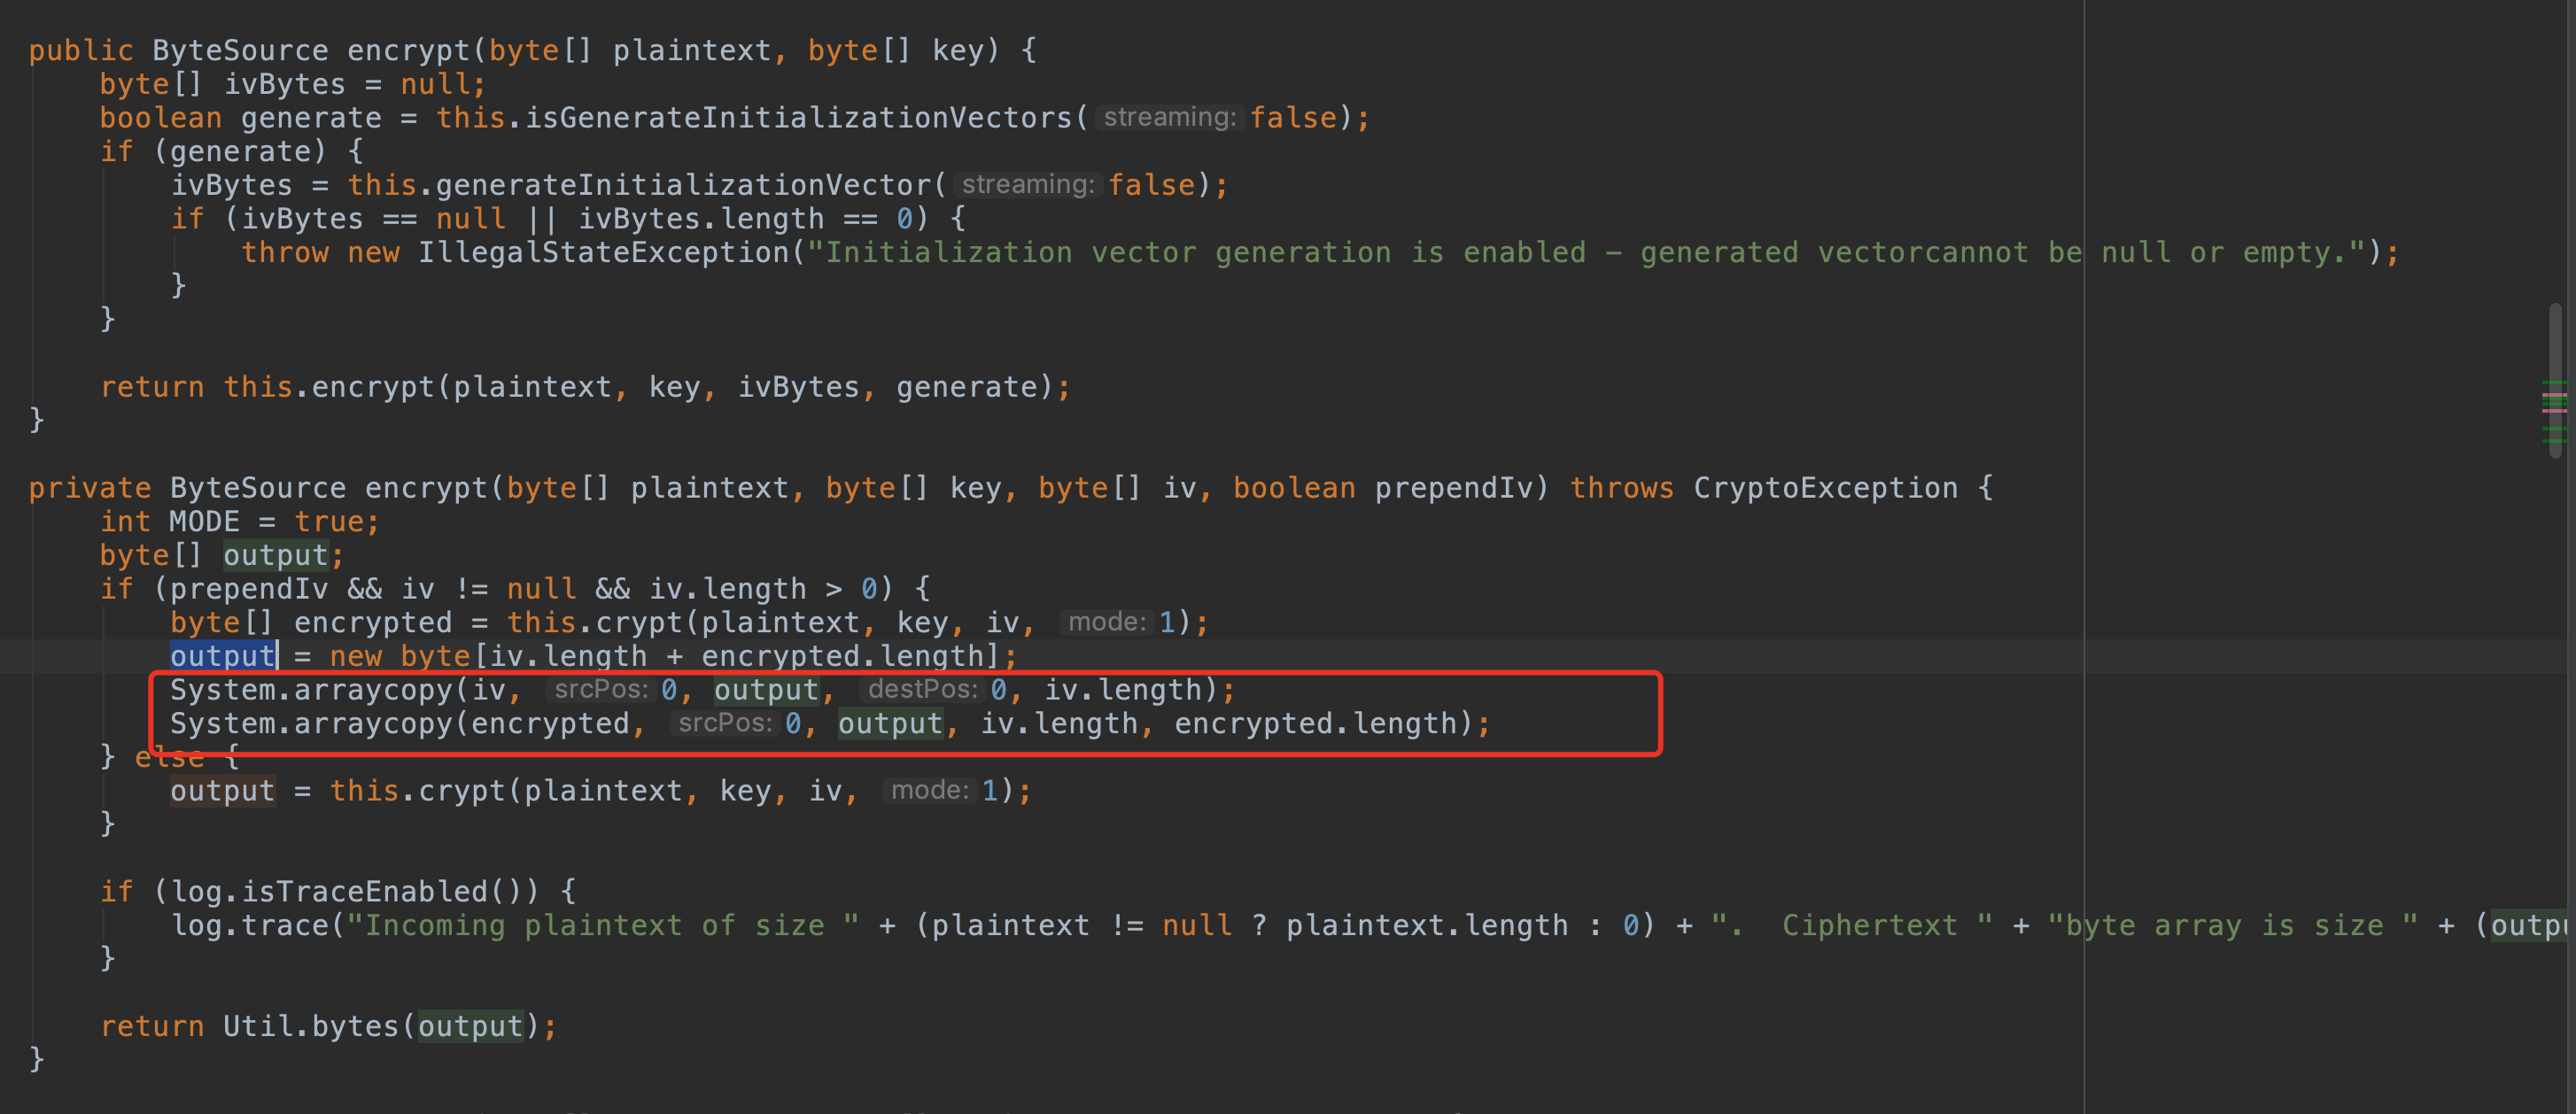 public ByteSource encrypt(byte[] plaintext, byte[] key) {
byte[] ivBytes = null;
boolean generate = this.isGenerateInitializationVectors( streaming: false);
if (generate) {
ivBytes = this.generateInitializationVector( streaming: false);
if (ivBytes == null || ivBytes.length == 0) {
throw new IllegalStateException("Initialization vector generation is enabled - generated vectorcannot be null or empty.");
}
}
return this.encrypt(plaintext, key, ivBytes, generate);
}
private ByteSource encrypt(byte[] plaintext, byte[] key, byte[] iv, boolean prependIv) throws CryptoException {
int MODE = true;
byte[] output;
if (prependIv && iv != null && iv.length > 0) {
byte[] encrypted = this.crypt(plaintext, key, iv, mode: 1);
output = new byte[iv.length + encrypted.length];
System.arraycopy(iv, srcPos: 0, output, destPos: 0, iv.length);
System.arraycopy(encrypted, srcPos: 0, output, iv.length, encrypted.length);
} else {
output = this.crypt(plaintext, key, iv, mode: 1);
}
if (log.isTraceEnabled()) {
log.trace("Incoming plaintext of size " + (plaintext != null ? plaintext.length : 0) + ".  Ciphertext " + "byte array is size " + (outpu
}
return Util.bytes(output);
}